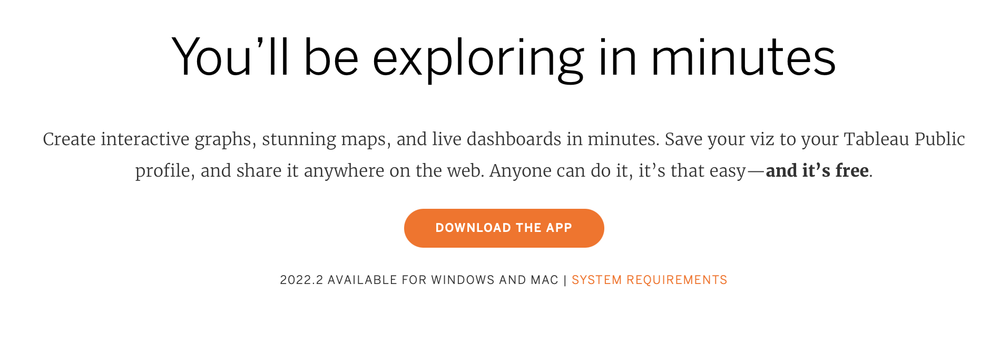 You’ll be exploring in minutes
Create interactive graphs, stunning maps, and live dashboards in minutes. Save your viz to your Tableau Public
profile, and share it anywhere on the web. Anyone can do it, it’s that easy—and it’s free.
DOWNLOAD THE APP
2022.2 AVAILABLE FOR WINDOWS AND MAC | SYSTEM REQUIREMENTS